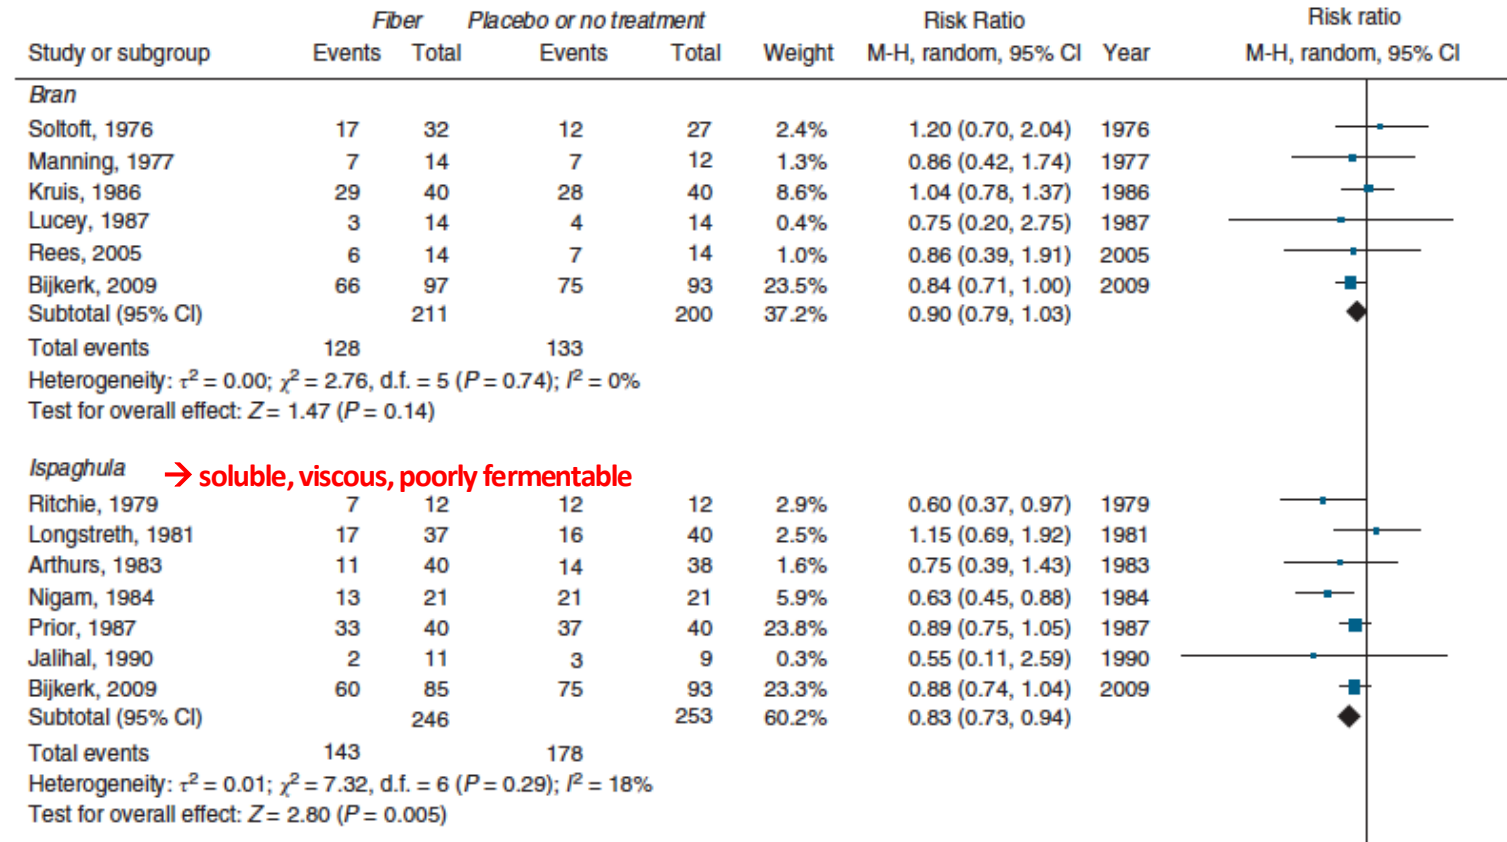 Fiber Placebo or no treatment Risk Ratio Risk ratio
Study or subgroup Events Total Events Total Weight M-H, random, 95% CI Year M-H, random, 95% CI
Bran
Soltoft, 1976 17 32 12 27 2.4% 1.20 (0.70, 2.04) 1976
Manning, 1977 7 14 7 12 1.3% 0.86 (0.42, 1.74) 1977
Kruis, 1986 29 40 28 40 8.6% 1.04 (0.78, 1.37) 1986
Lucey, 1987 3 14 4 14 0.4% 0.75 (0.20, 2.75) 1987
Rees, 2005 6 14 7 14 1.0% 0.86 (0.39, 1.91) 2005
Bijkerk, 2009 66 97 75 93 23.5% 0.84 (0.71, 1.00) 2009
Subtotal (95% CI) 211 200 37.2% 0.90 (0.79, 1.03)
Total events 128 133
Heterogeneity: τ² = 0.00; χ² = 2.76, d.f. = 5 (P = 0.74); I² = 0%
Test for overall effect: Z = 1.47 (P = 0.14)
Ispaghula → soluble, viscous, poorly fermentable
Ritchie, 1979 7 12 12 12 2.9% 0.60 (0.37, 0.97) 1979
Longstreth, 1981 17 37 16 40 2.5% 1.15 (0.69, 1.92) 1981
Arthurs, 1983 11 40 14 38 1.6% 0.75 (0.39, 1.43) 1983
Nigam, 1984 13 21 21 21 5.9% 0.63 (0.45, 0.88) 1984
Prior, 1987 33 40 37 40 23.8% 0.89 (0.75, 1.05) 1987
Jalihal, 1990 2 11 3 9 0.3% 0.55 (0.11, 2.59) 1990
Bijkerk, 2009 60 85 75 93 23.3% 0.88 (0.74, 1.04) 2009
Subtotal (95% CI) 246 253 60.2% 0.83 (0.73, 0.94)
Total events 143 178
Heterogeneity: τ² = 0.01; χ² = 7.32, d.f. = 6 (P = 0.29); I² = 18%
Test for overall effect: Z = 2.80 (P = 0.005)